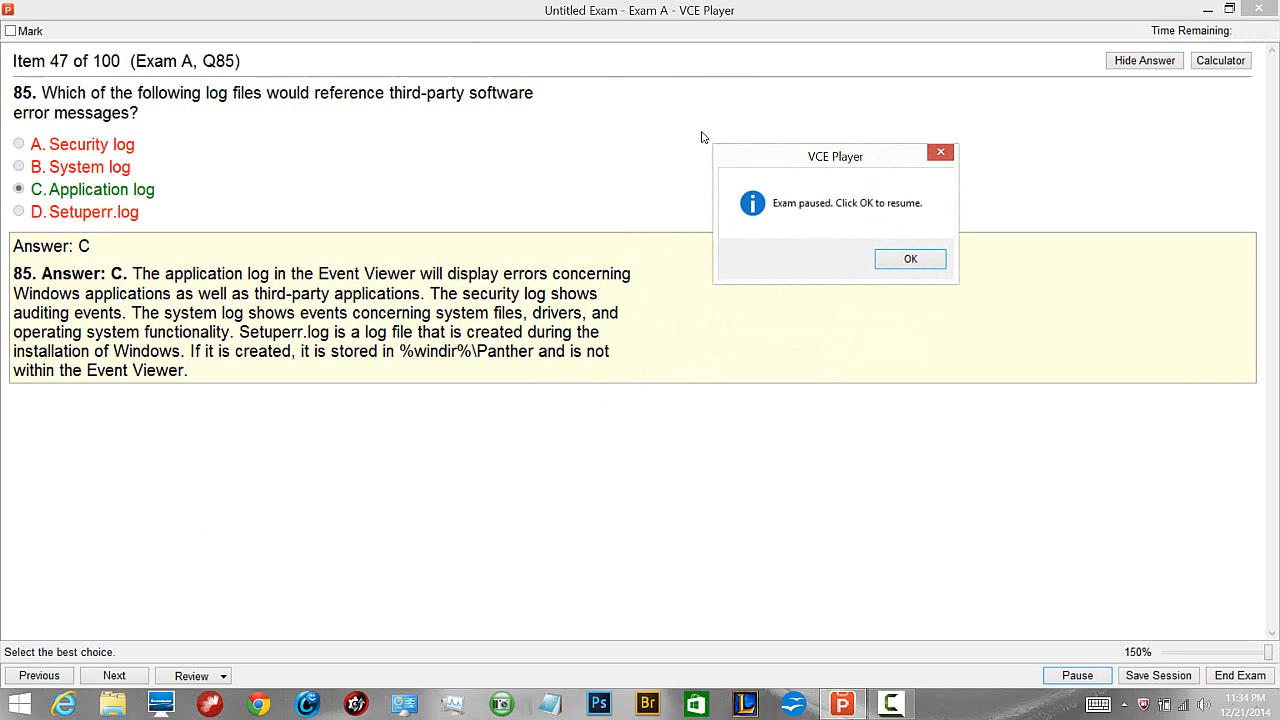 Untitled Exam - Exam A - VCE Player
Mark
Time Remaining:
Item 47 of 100 (Exam A, Q85)
Hide Answer
Calculator
85. Which of the following log files would reference third-party software
error messages?
A. Security log
B. System log
C. Application log
D. Setuperr.log
VCE Player
Exam paused. Click OK to resume.
OK
Answer: C
85. Answer: C. The application log in the Event Viewer will display errors concerning
Windows applications as well as third-party applications. The security log shows
auditing events. The system log shows events concerning system files, drivers, and
operating system functionality. Setuperr.log is a log file that is created during the
installation of Windows. If it is created, it is stored in %windir%\Panther and is not
within the Event Viewer.
Select the best choice.
150%
Previous
Next
Review
Pause
Save Session
End Exam
Ps
Br
L
11:34 PM
12/21/2014